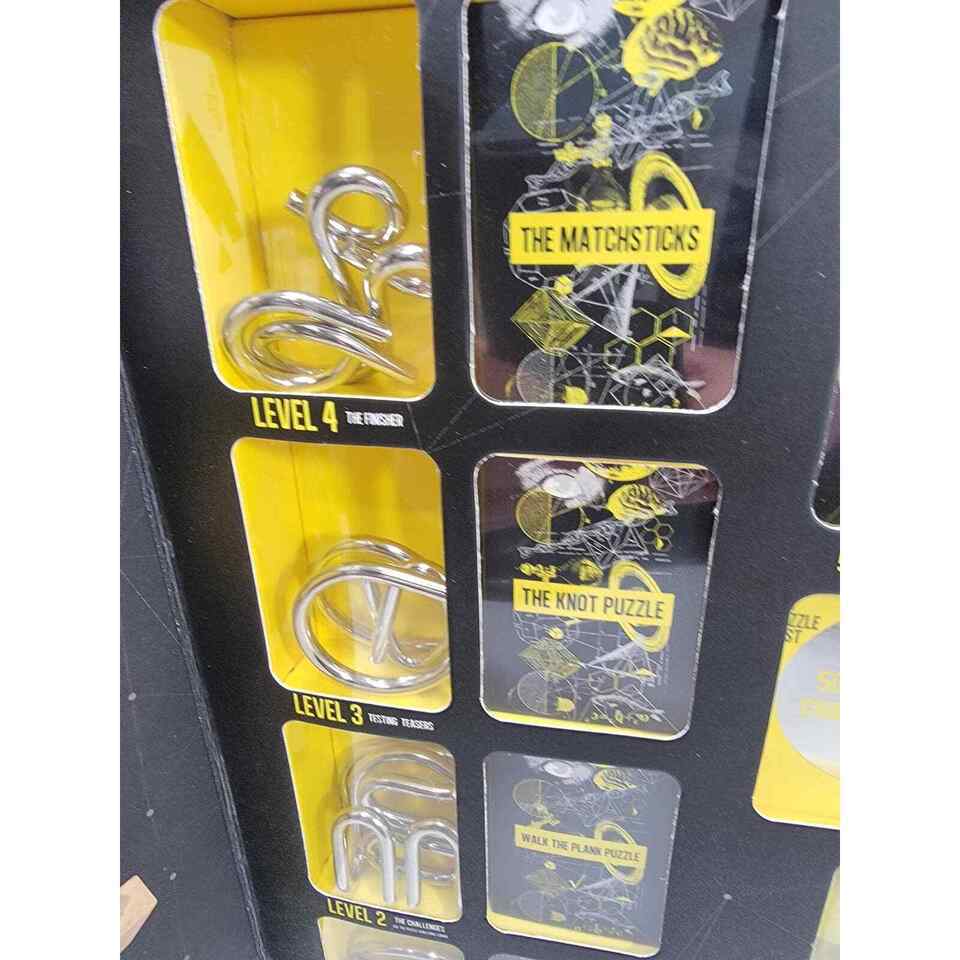 THE MATCHSTICKS
LEVEL 4 THE FINISHER
THE KNOT PUZZLE
LEVEL 3 TESTING TEASERS
WALK THE PLANK PUZZLE
LEVEL 2 THE CHALLENGES